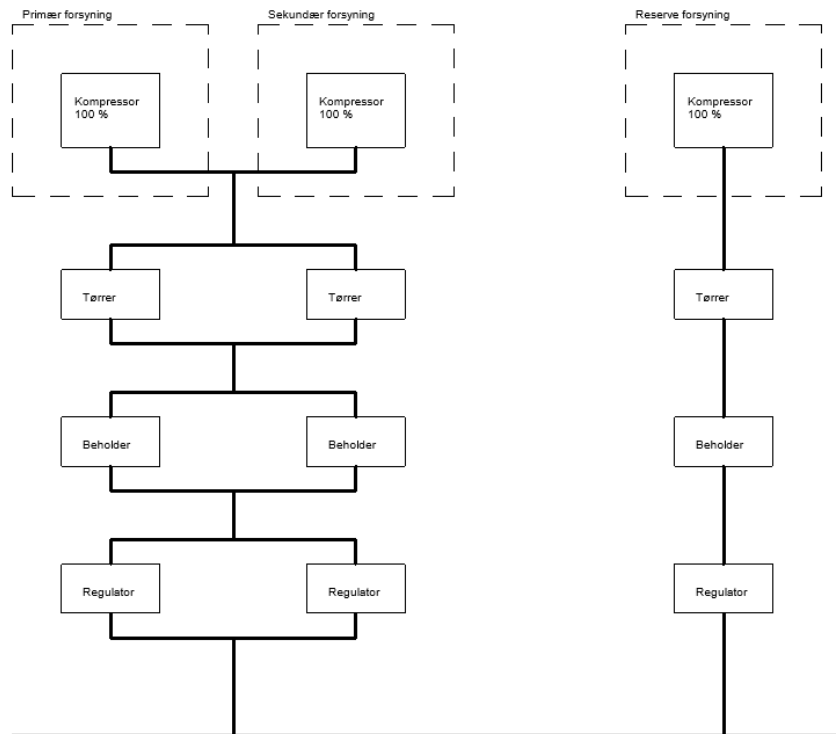 Primær forsyning
Sekundær forsyning
Reserve forsyning
Kompressor
100 %
Kompressor
100 %
Kompressor
100 %
Tørrer
Tørrer
Tørrer
Beholder
Beholder
Beholder
Regulator
Regulator
Regulator